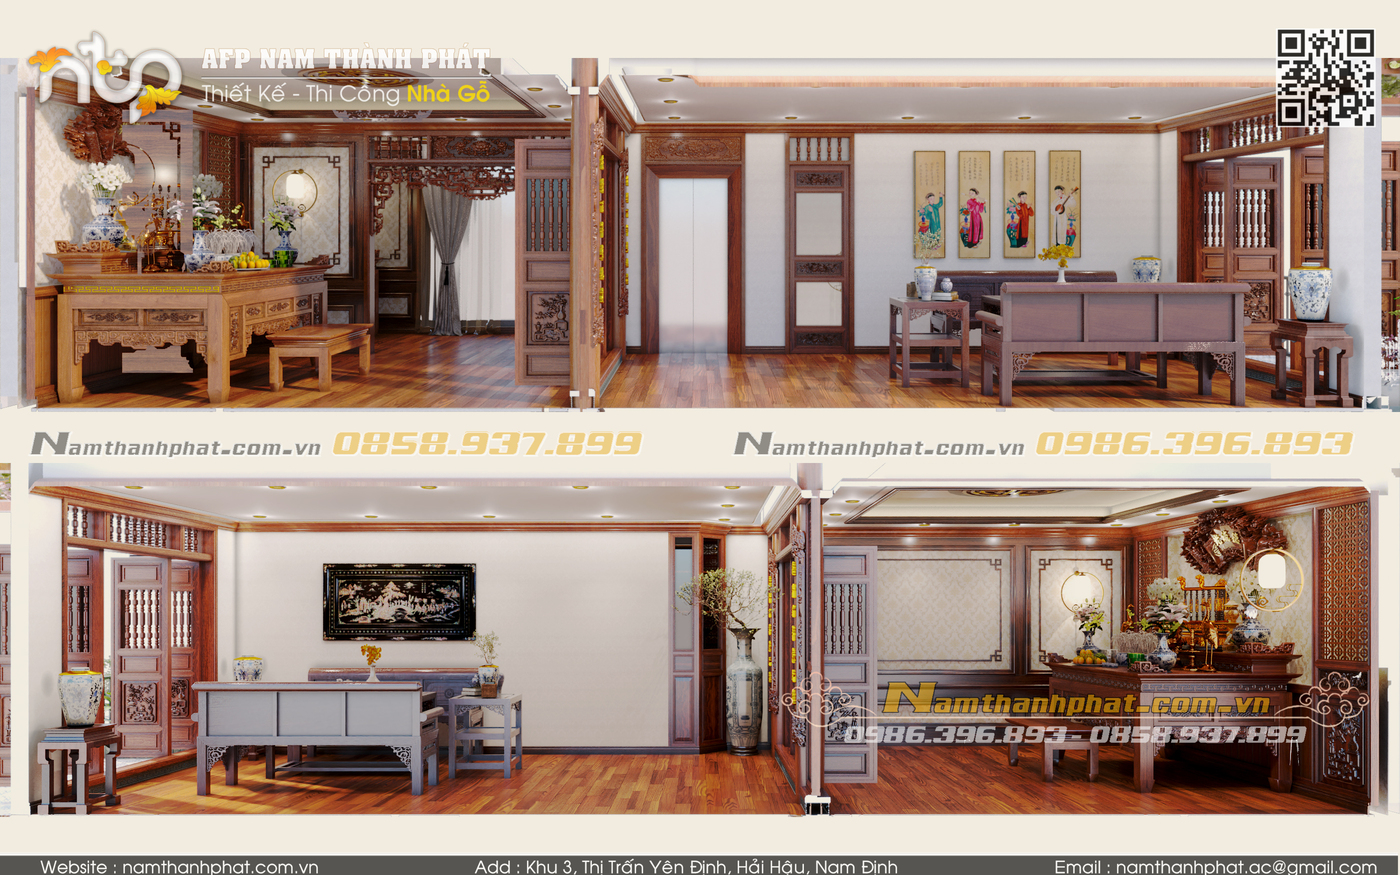 ntp
AFP NAM THÀNH PHÁT
Thiết Kế - Thi Công Nhà Gỗ
Namthanhphat.com.vn 0858.937.899
Namthanhphat.com.vn 0986.396.893
Namthanhphat.com.vn
0986.396.893 - 0858.937.899
Website : namthanhphat.com.vn
Add : Khu 3, Thị Trấn Yên Định, Hải Hậu, Nam Định
Email : namthanhphat.ac@gmail.com